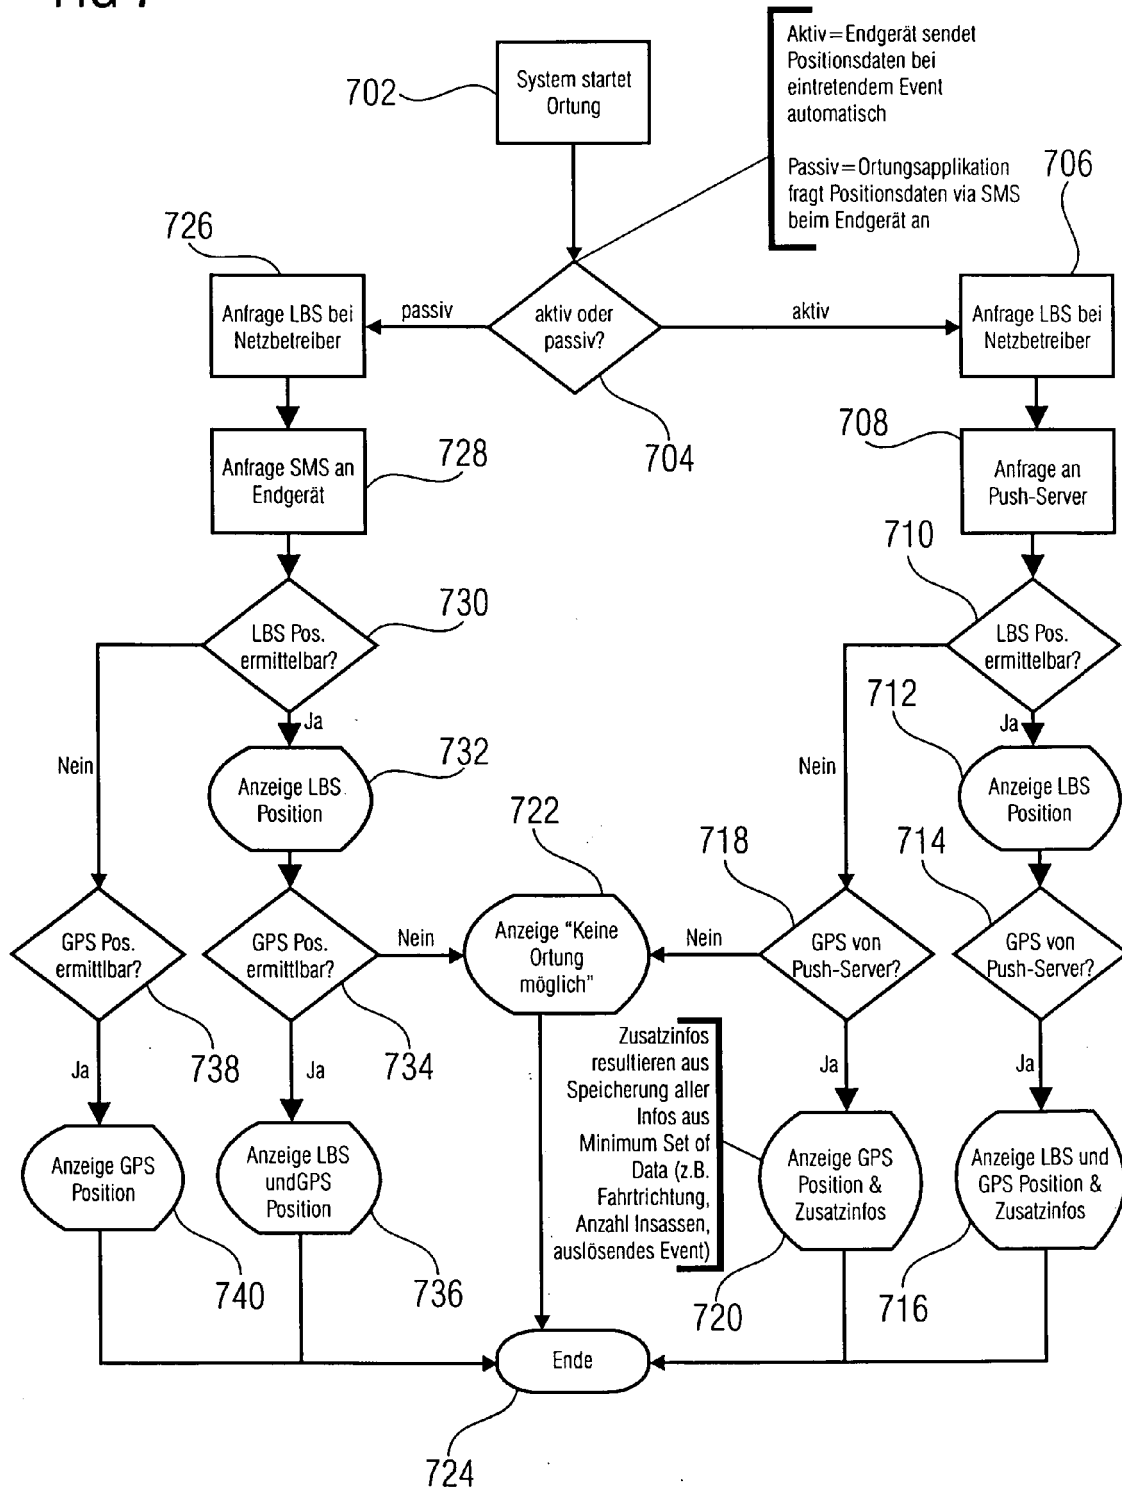 FIG 7
System startet
Ortung
702
Aktiv=Endgerät sendet
Positionsdaten bei
eintretendem Event
automatisch
Passiv=Ortungsapplikation
fragt Positionsdaten via SMS
beim Endgerät an
706
726
Anfrage LBS bei
Netzbetreiber
passiv
aktiv oder
passiv?
aktiv
Anfrage LBS bei
Netzbetreiber
704
708
Anfrage SMS an
Endgerät
728
Anfrage an
Push-Server
710
730
LBS Pos.
ermittelbar?
LBS Pos.
ermittelbar?
712
Ja
Ja
Nein
Nein
732
Anzeige LBS
Position
Anzeige LBS
Position
722
718
714
GPS Pos.
ermittlbar?
GPS Pos.
ermittlbar?
Nein
Anzeige "Keine
Ortung
möglich"
Nein
GPS von
Push-Server?
GPS von
Push-Server?
738
734
Ja
Ja
Ja
Ja
Zusatzinfos
resultieren aus
Speicherung aller
Infos aus
Minimum Set of
Data (z.B.
Fahrtrichtung,
Anzahl Insassen,
auslösendes Event)
Anzeige GPS
Position
Anzeige LBS
undGPS
Position
Anzeige GPS
Position &
Zusatzinfos
Anzeige LBS und
GPS Position &
Zusatzinfos
740
736
720
716
Ende
724